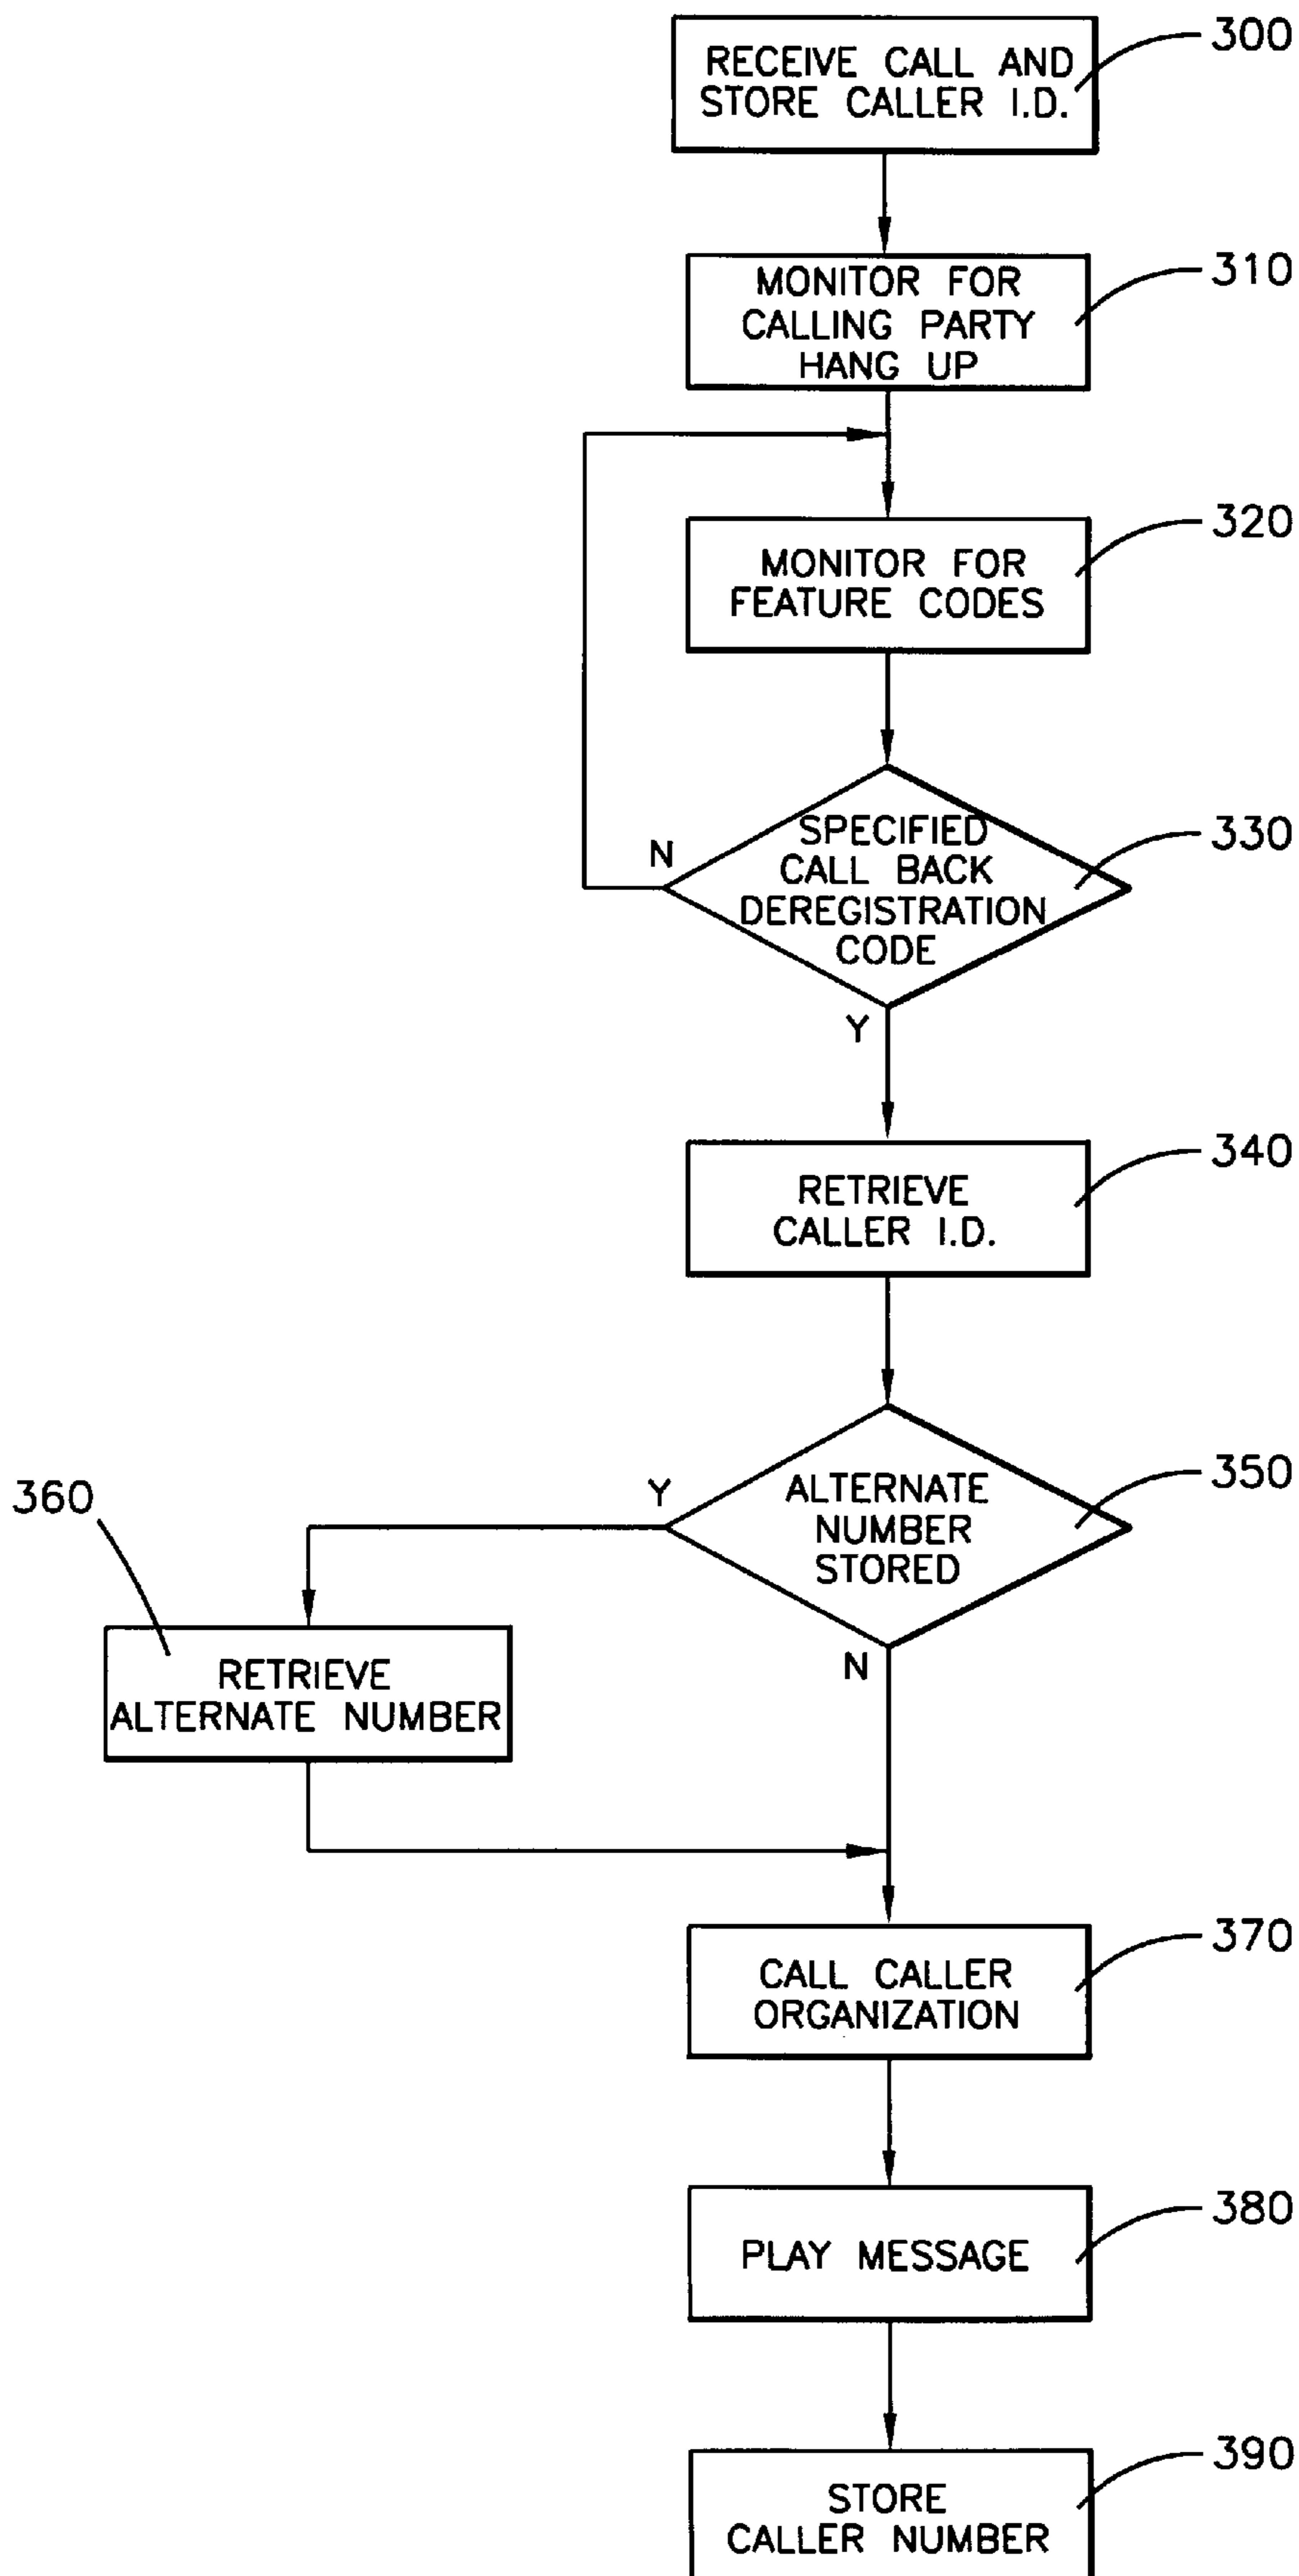 RECEIVE CALL AND
STORE CALLER I.D.
300
MONITOR FOR
CALLING PARTY
HANG UP
310
MONITOR FOR
FEATURE CODES
320
SPECIFIED
CALL BACK
DEREGISTRATION
CODE
330
N
Y
RETRIEVE
CALLER I.D.
340
ALTERNATE
NUMBER
STORED
350
Y
N
360
RETRIEVE
ALTERNATE NUMBER
CALL CALLER
ORGANIZATION
370
PLAY MESSAGE
380
STORE
CALLER NUMBER
390